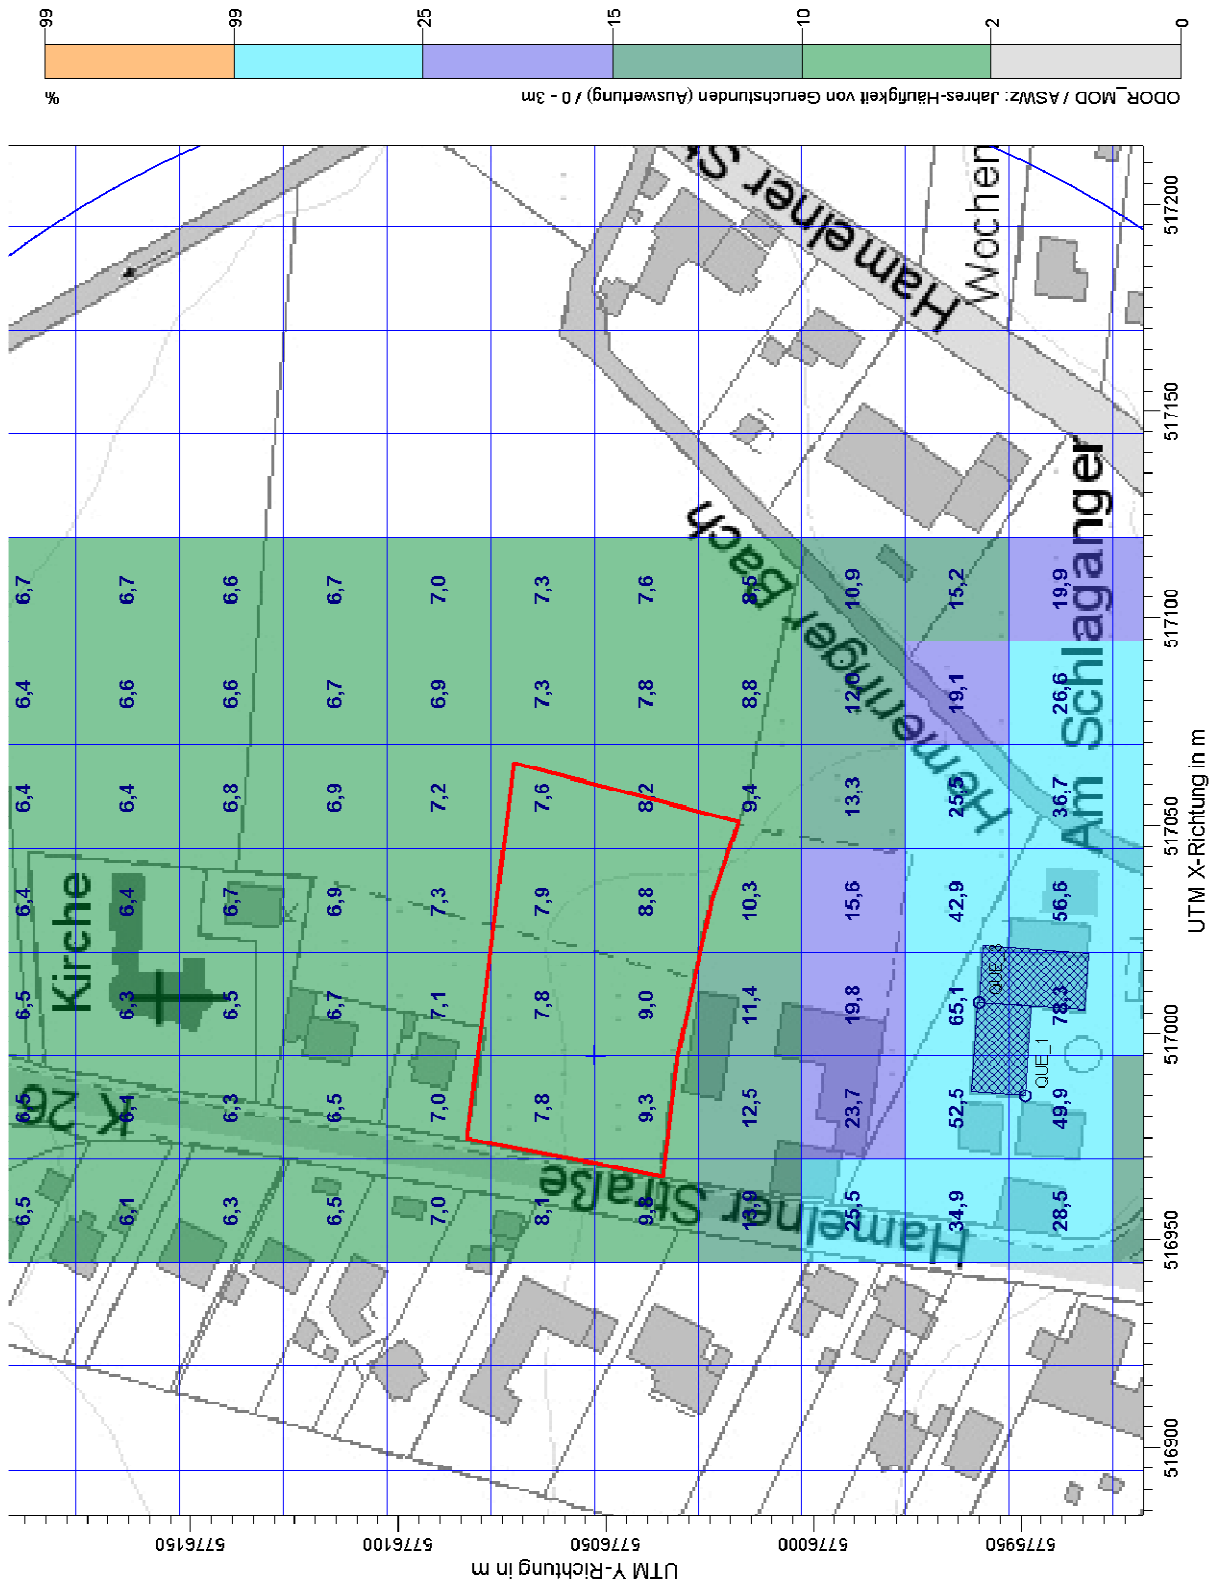 ODOR_MOD / ASWz: Jahres-Häufigkeit von Geruchstunden (Auswertung) / 0 - 3m
%
0
2
10
15
25
99
99
6,7 6,7 6,6 6,7 7,0 7,3 7,6 8,5 10,9 15,2 19,9
6,4 6,6 6,6 6,7 6,9 7,3 7,8 8,8 12,0 19,1 26,6
6,4 6,4 6,8 6,9 7,2 7,6 8,2 9,4 13,3 25,5 36,7
6,4 6,4 6,7 6,9 7,3 7,9 8,8 10,3 15,6 42,9 56,6
6,5 6,3 6,5 6,7 7,1 7,8 9,0 11,4 19,8 65,1 78,3
6,5 6,4 6,3 6,5 7,0 7,8 9,3 12,5 23,7 52,5 49,9
6,5 6,1 6,3 6,5 7,0 8,1 9,8 13,9 25,5 34,9 28,5
Kirche
K 26
Hamelner Straße
Hemeringer Bach
Am Schlaganger
Hamelner St
Wochen
QUE_1
UTM X-Richtung in m
516900
516950
517000
517050
517100
517150
517200
UTM Y-Richtung in m
5776150
5776100
5776050
5776000
5775950